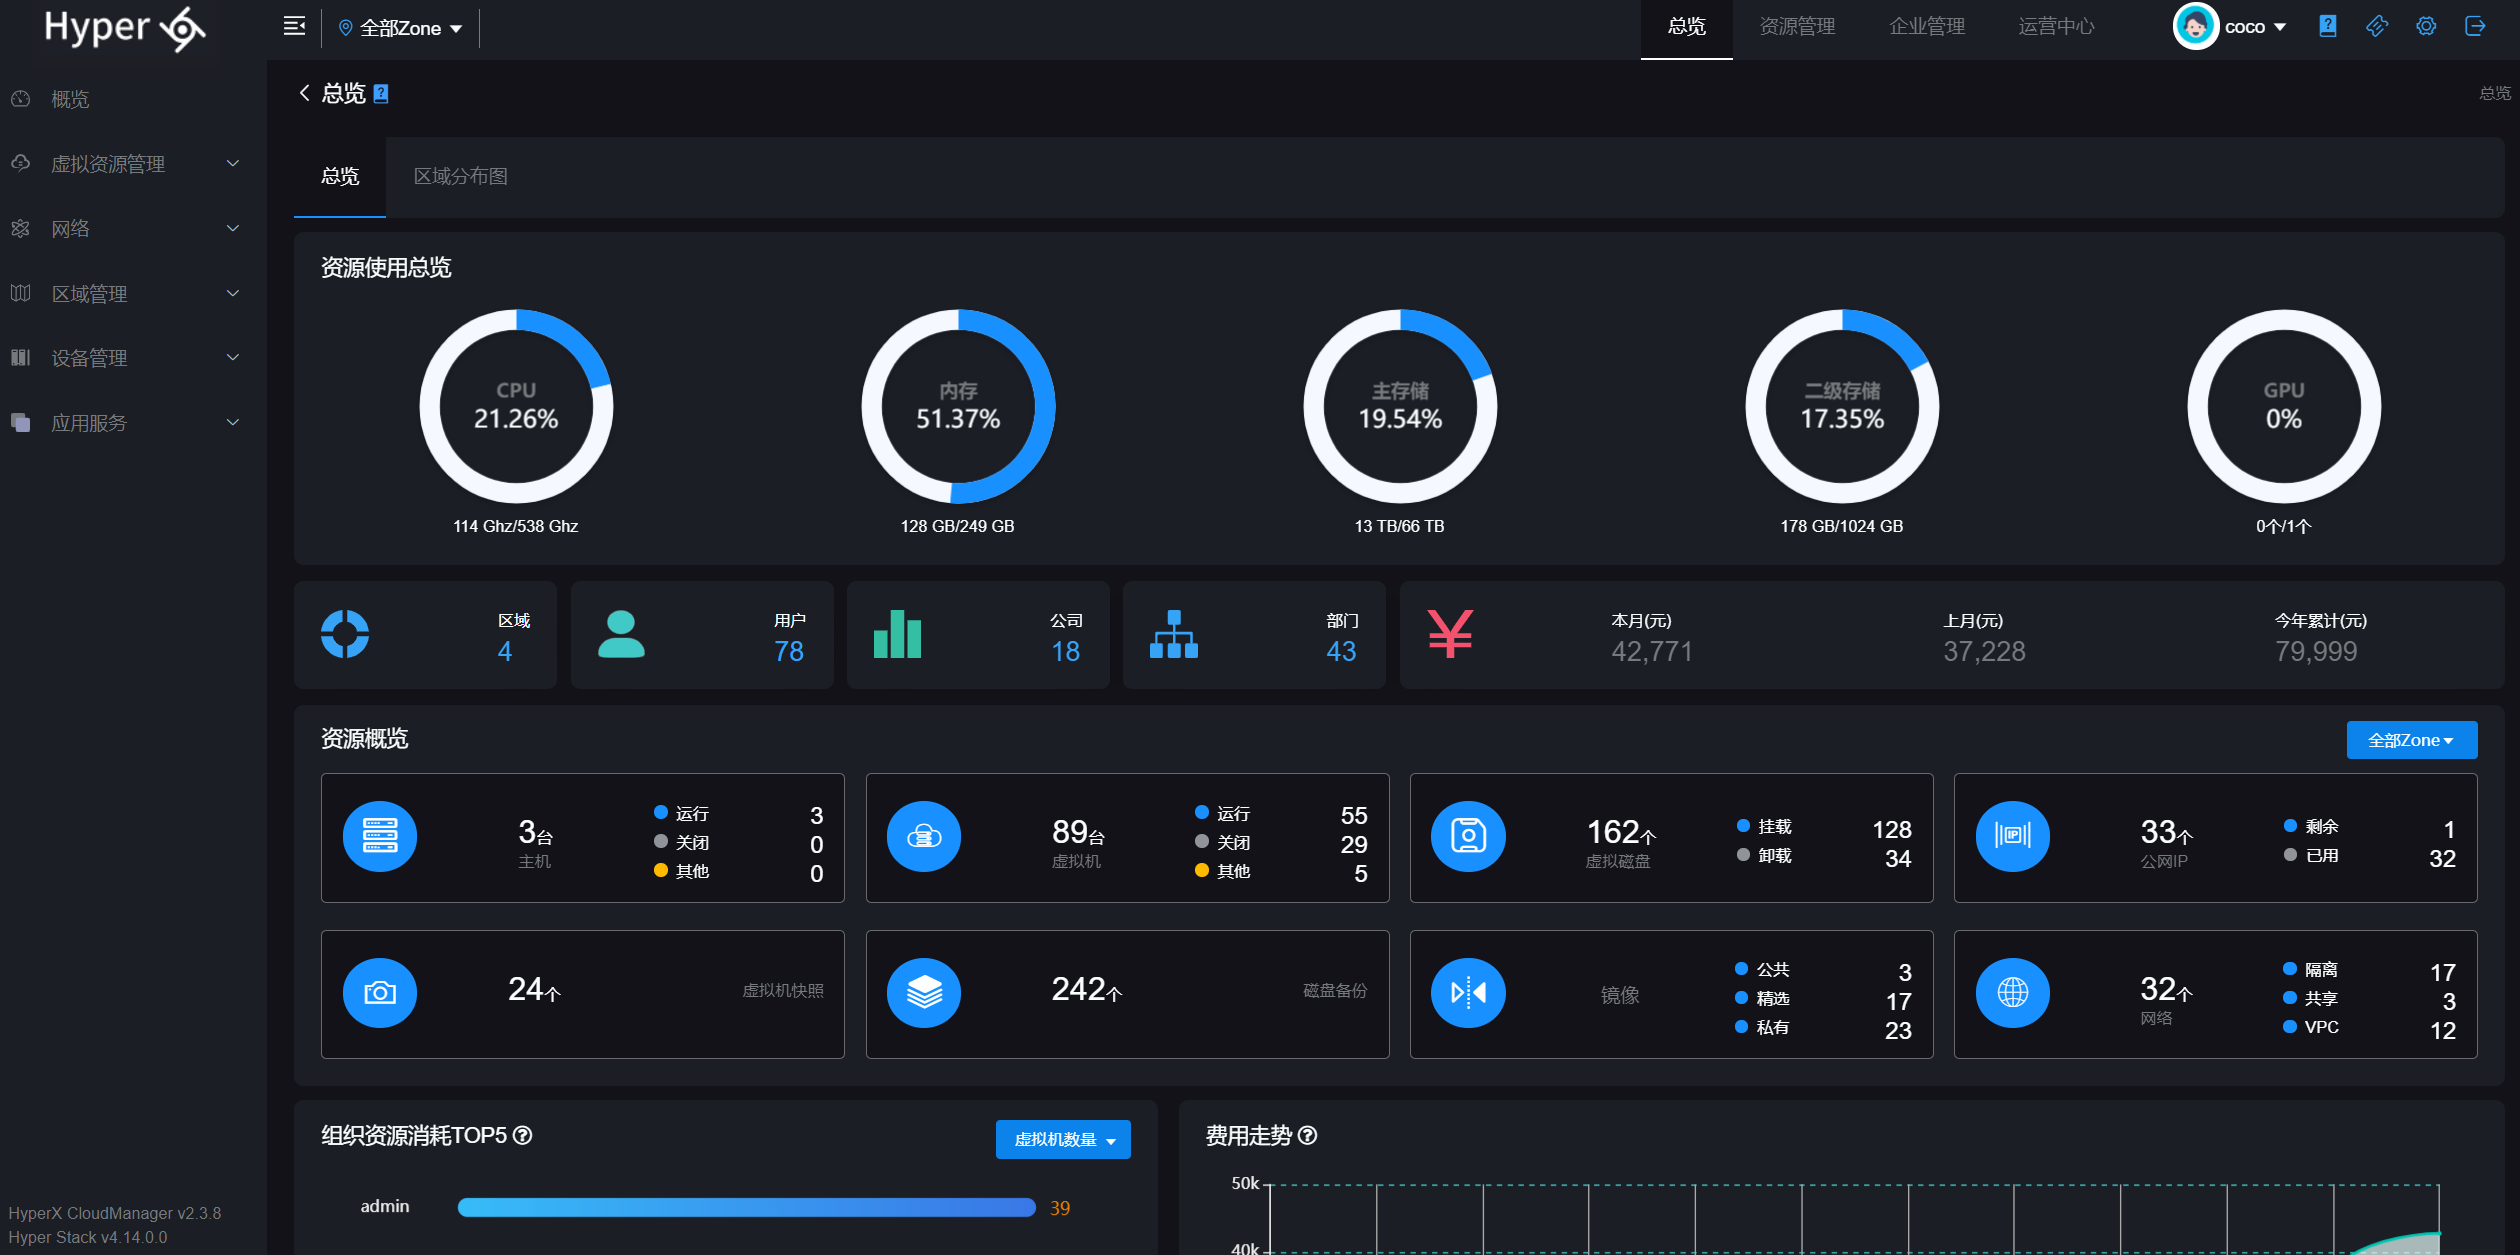 Hyper
全部Zone
总览 资源管理 企业管理 运营中心
coco
概览
虚拟资源管理
网络
区域管理
设备管理
应用服务
HyperX CloudManager v2.3.8
Hyper Stack v4.14.0.0
总览
总览
总览 区域分布图
资源使用总览
CPU
21.26%
114 Ghz/538 Ghz
内存
51.37%
128 GB/249 GB
主存储
19.54%
13 TB/66 TB
二级存储
17.35%
178 GB/1024 GB
GPU
0%
0个/1个
区域
4
用户
78
公司
18
部门
43
¥
本月(元)
42,771
上月(元)
37,228
今年累计(元)
79,999
资源概览
全部Zone
3台
主机
运行 3
关闭 0
其他 0
89台
虚拟机
运行 55
关闭 29
其他 5
162个
虚拟磁盘
挂载 128
卸载 34
IP
33个
公网IP
剩余 1
已用 32
24个
虚拟机快照
242个
磁盘备份
镜像
公共 3
精选 17
私有 23
32个
网络
隔离 17
共享 3
VPC 12
组织资源消耗TOP5
虚拟机数量
admin 39
费用走势
50k
40k